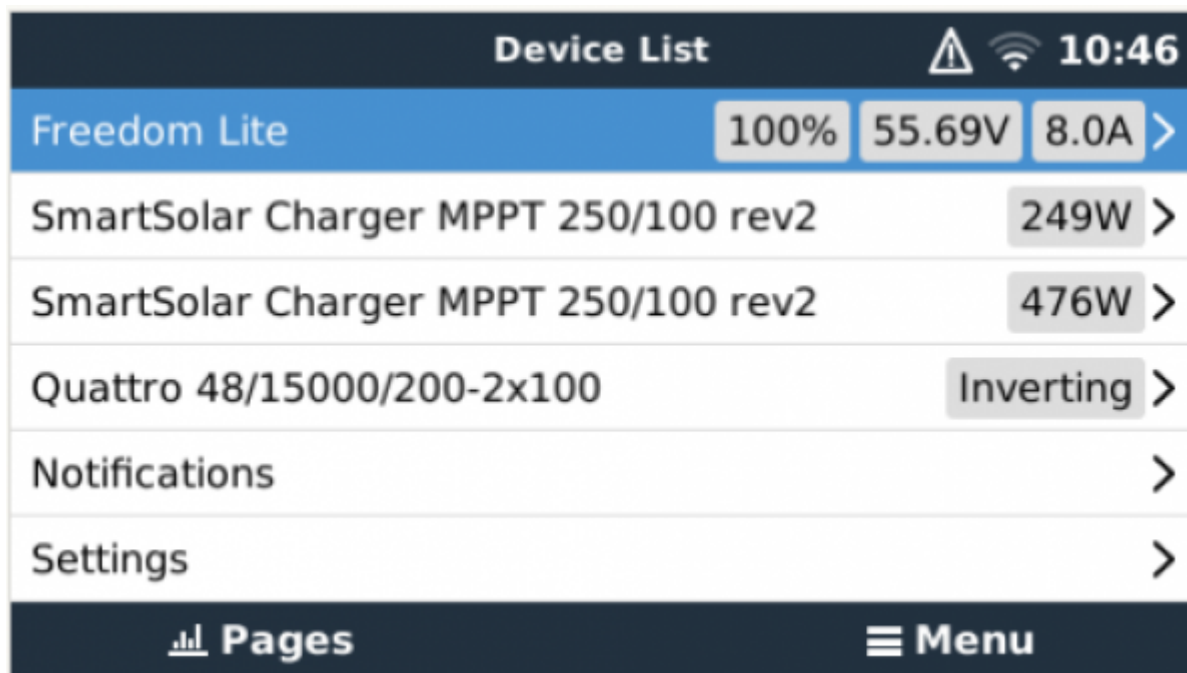 Device List 10:46
Freedom Lite 100% 55.69V 8.0A
SmartSolar Charger MPPT 250/100 rev2 249W
SmartSolar Charger MPPT 250/100 rev2 476W
Quattro 48/15000/200-2x100 Inverting
Notifications
Settings
Pages Menu